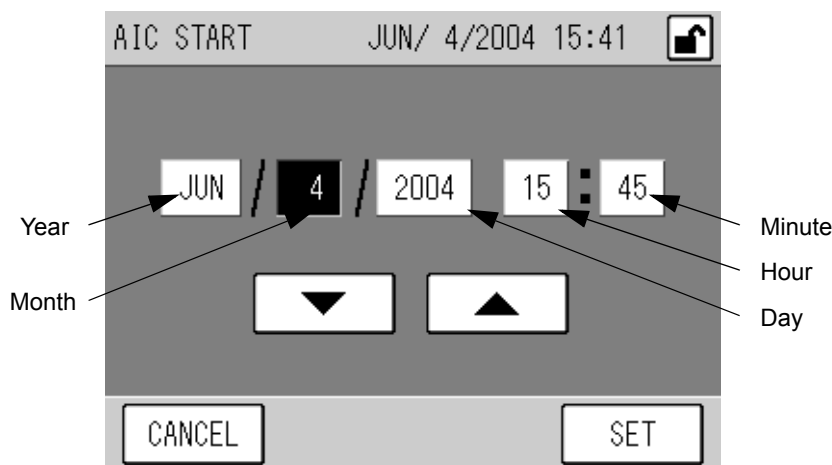 AIC START JUN/ 4/2004 15:41
JUN / 4 / 2004 15 : 45
Year
Minute
Hour
Month
Day
CANCEL SET